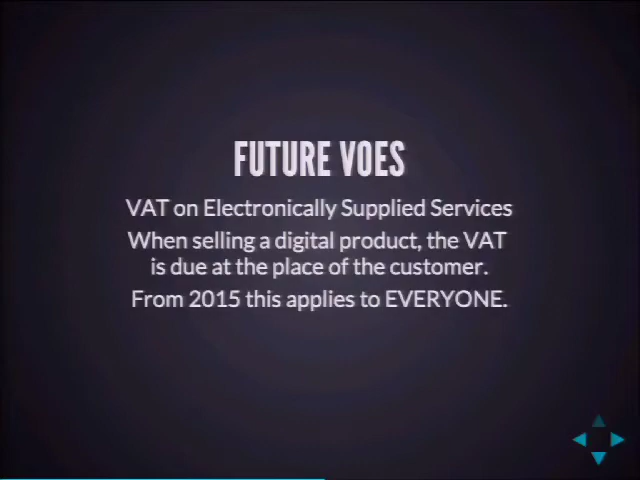 FUTURE VOES
VAT on Electronically Supplied Services
When selling a digital product, the VAT
is due at the place of the customer.
From 2015 this applies to EVERYONE.